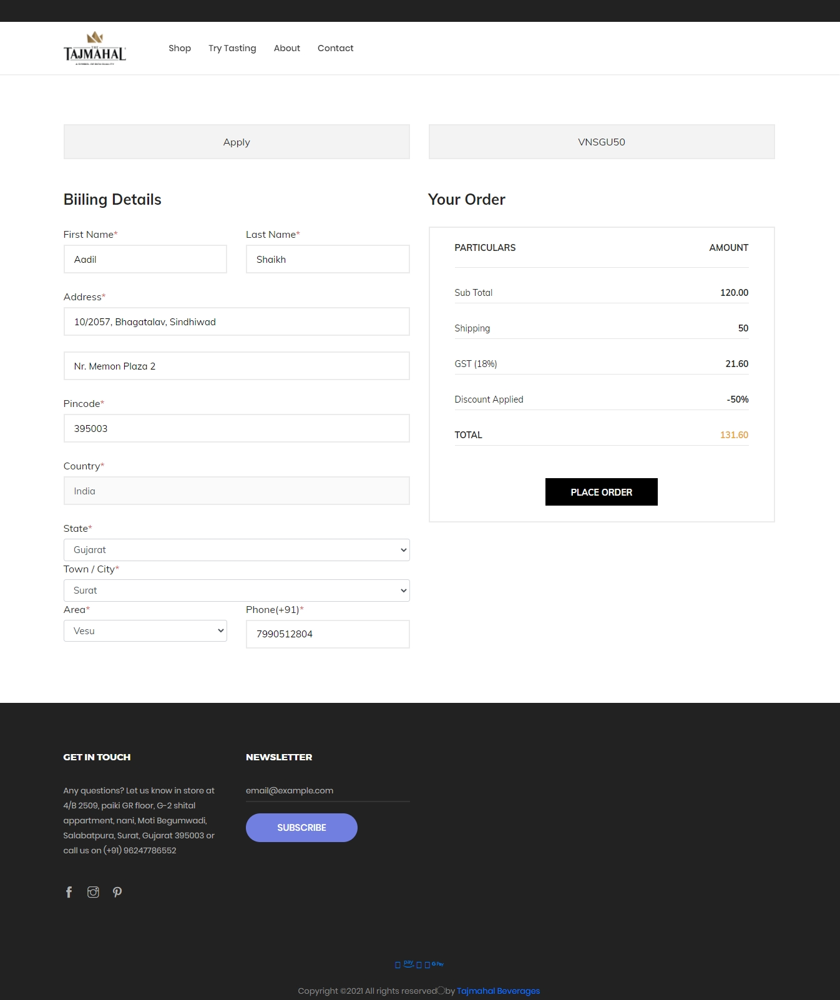 THE
TAJMAHAL
Shop Try Tasting About Contact
Apply VNSGU50
Biiling Details
First Name* Last Name*
Aadil Shaikh
Address*
10/2057, Bhagatalav, Sindhiwad
Nr. Memon Plaza 2
Pincode*
395003
Country*
India
State*
Gujarat
Town / City*
Surat
Area* Phone(+91)*
Vesu 7990512804
Your Order
PARTICULARS AMOUNT
Sub Total 120.00
Shipping 50
GST (18%) 21.60
Discount Applied -50%
TOTAL 131.60
PLACE ORDER
GET IN TOUCH
Any questions? Let us know in store at
4/B 2509, paiki GR floor, G-2 shital
appartment, nani, Moti Begumwadi,
Salabatpura, Surat, Gujarat 395003 or
call us on (+91) 96247786552
NEWSLETTER
email@example.com
SUBSCRIBE
pay G Pay
Copyright ©2021 All rights reserved by Tajmahal Beverages